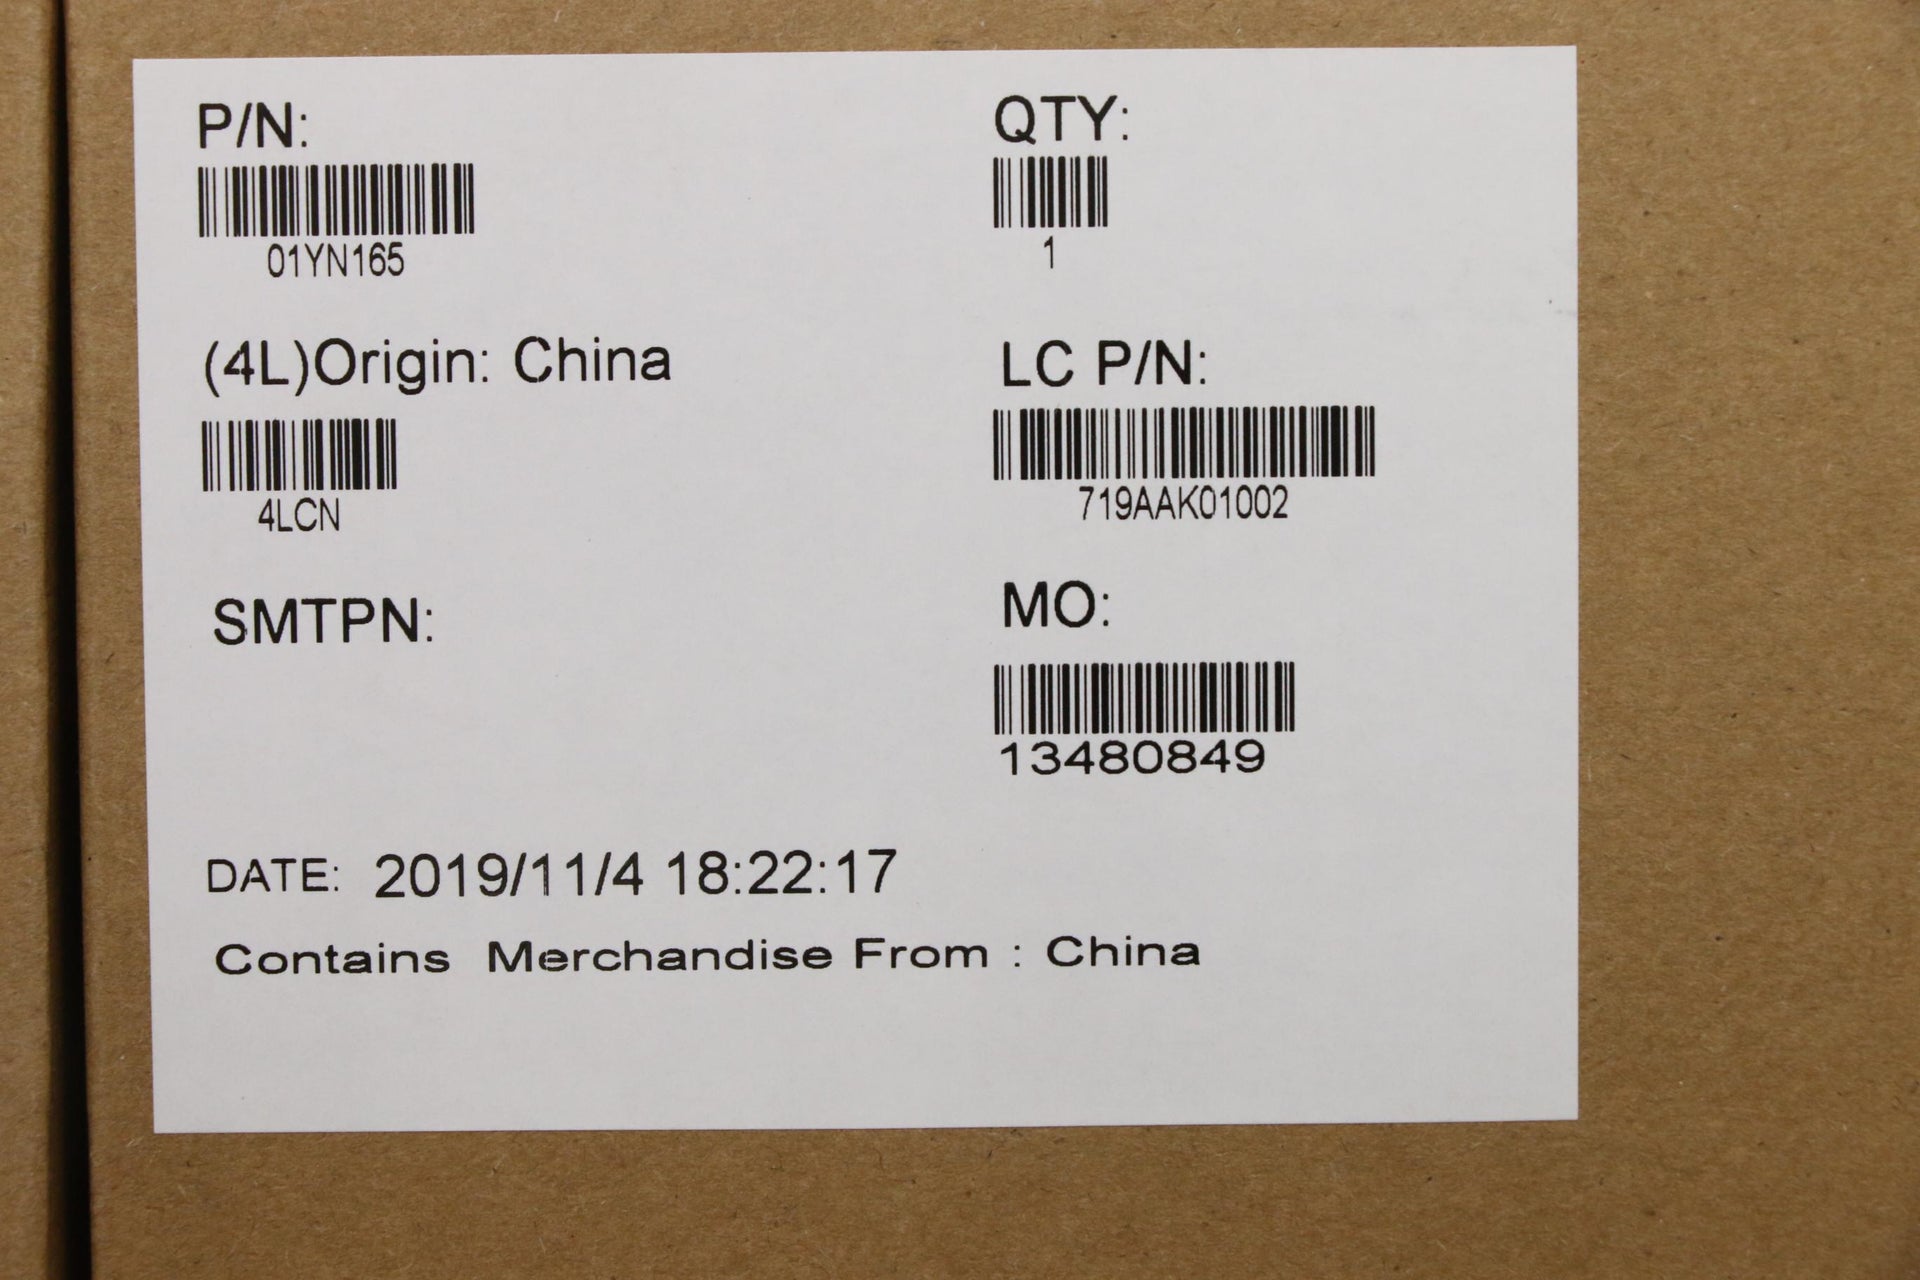 P/N:
01YN165
QTY:
1
(4L)Origin: China
4LCN
LC P/N:
719AAK01002
SMTPN:
MO:
13480849
DATE: 2019/11/4 18:22:17
Contains Merchandise From : China